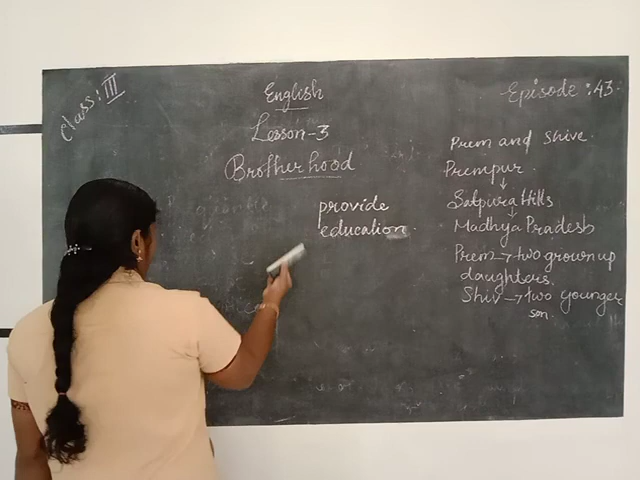 Class: III
English
Episode: 43
Lesson-3
Brotherhood
provide
education
Prem and Shive.
Prempur.
↓
Satpura Hills
↓
Madhya Pradesh
Prem → two grown up
daughters.
Shiv → two younger
son.